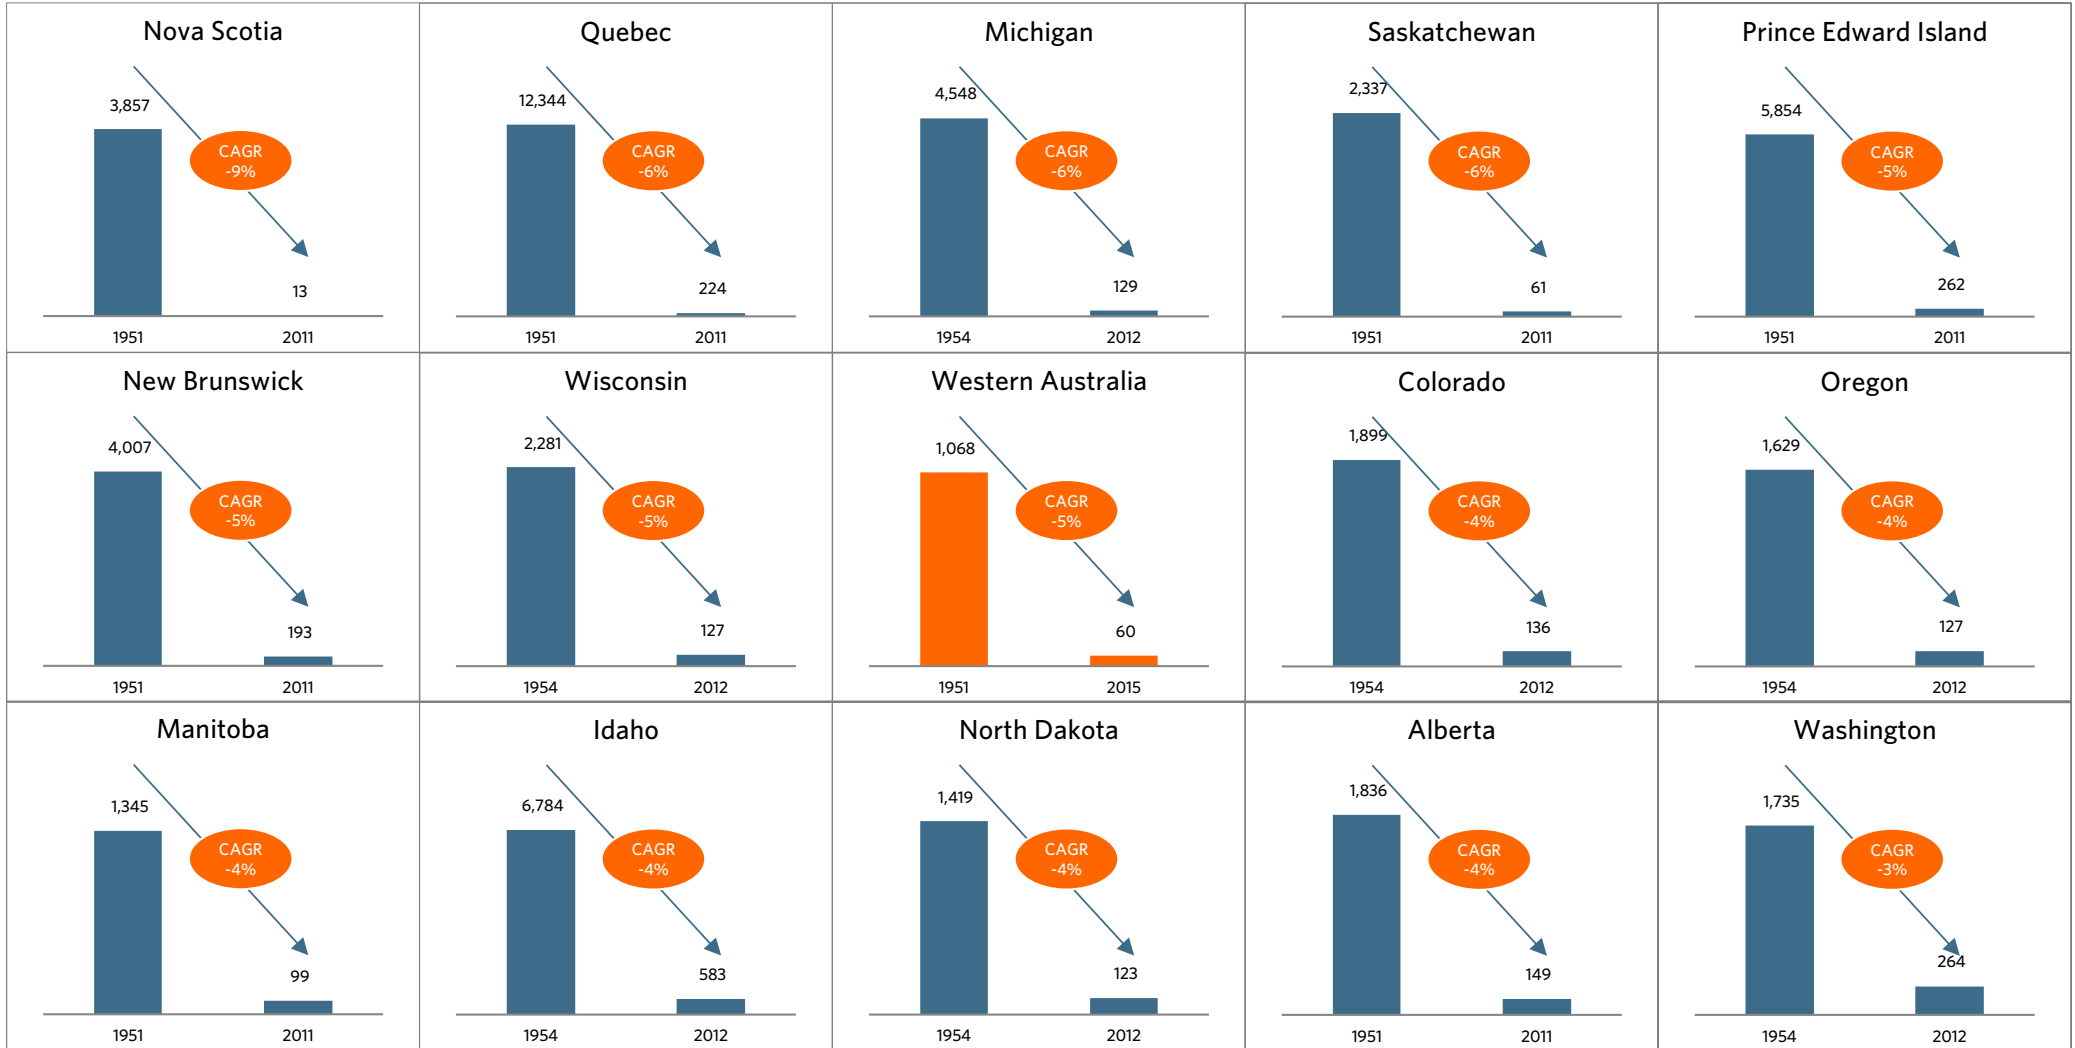 Nova Scotia
3,857
CAGR
-9%
13
1951
2011
Quebec
12,344
CAGR
-6%
224
1951
2011
Michigan
4,548
CAGR
-6%
129
1954
2012
Saskatchewan
2,337
CAGR
-6%
61
1951
2011
Prince Edward Island
5,854
CAGR
-5%
262
1951
2011
New Brunswick
4,007
CAGR
-5%
193
1951
2011
Wisconsin
2,281
CAGR
-5%
127
1954
2012
Western Australia
1,068
CAGR
-5%
60
1951
2015
Colorado
1,899
CAGR
-4%
136
1954
2012
Oregon
1,629
CAGR
-4%
127
1954
2012
Manitoba
1,345
CAGR
-4%
99
1951
2011
Idaho
6,784
CAGR
-4%
583
1954
2012
North Dakota
1,419
CAGR
-4%
123
1954
2012
Alberta
1,836
CAGR
-4%
149
1951
2011
Washington
1,735
CAGR
-3%
264
1954
2012